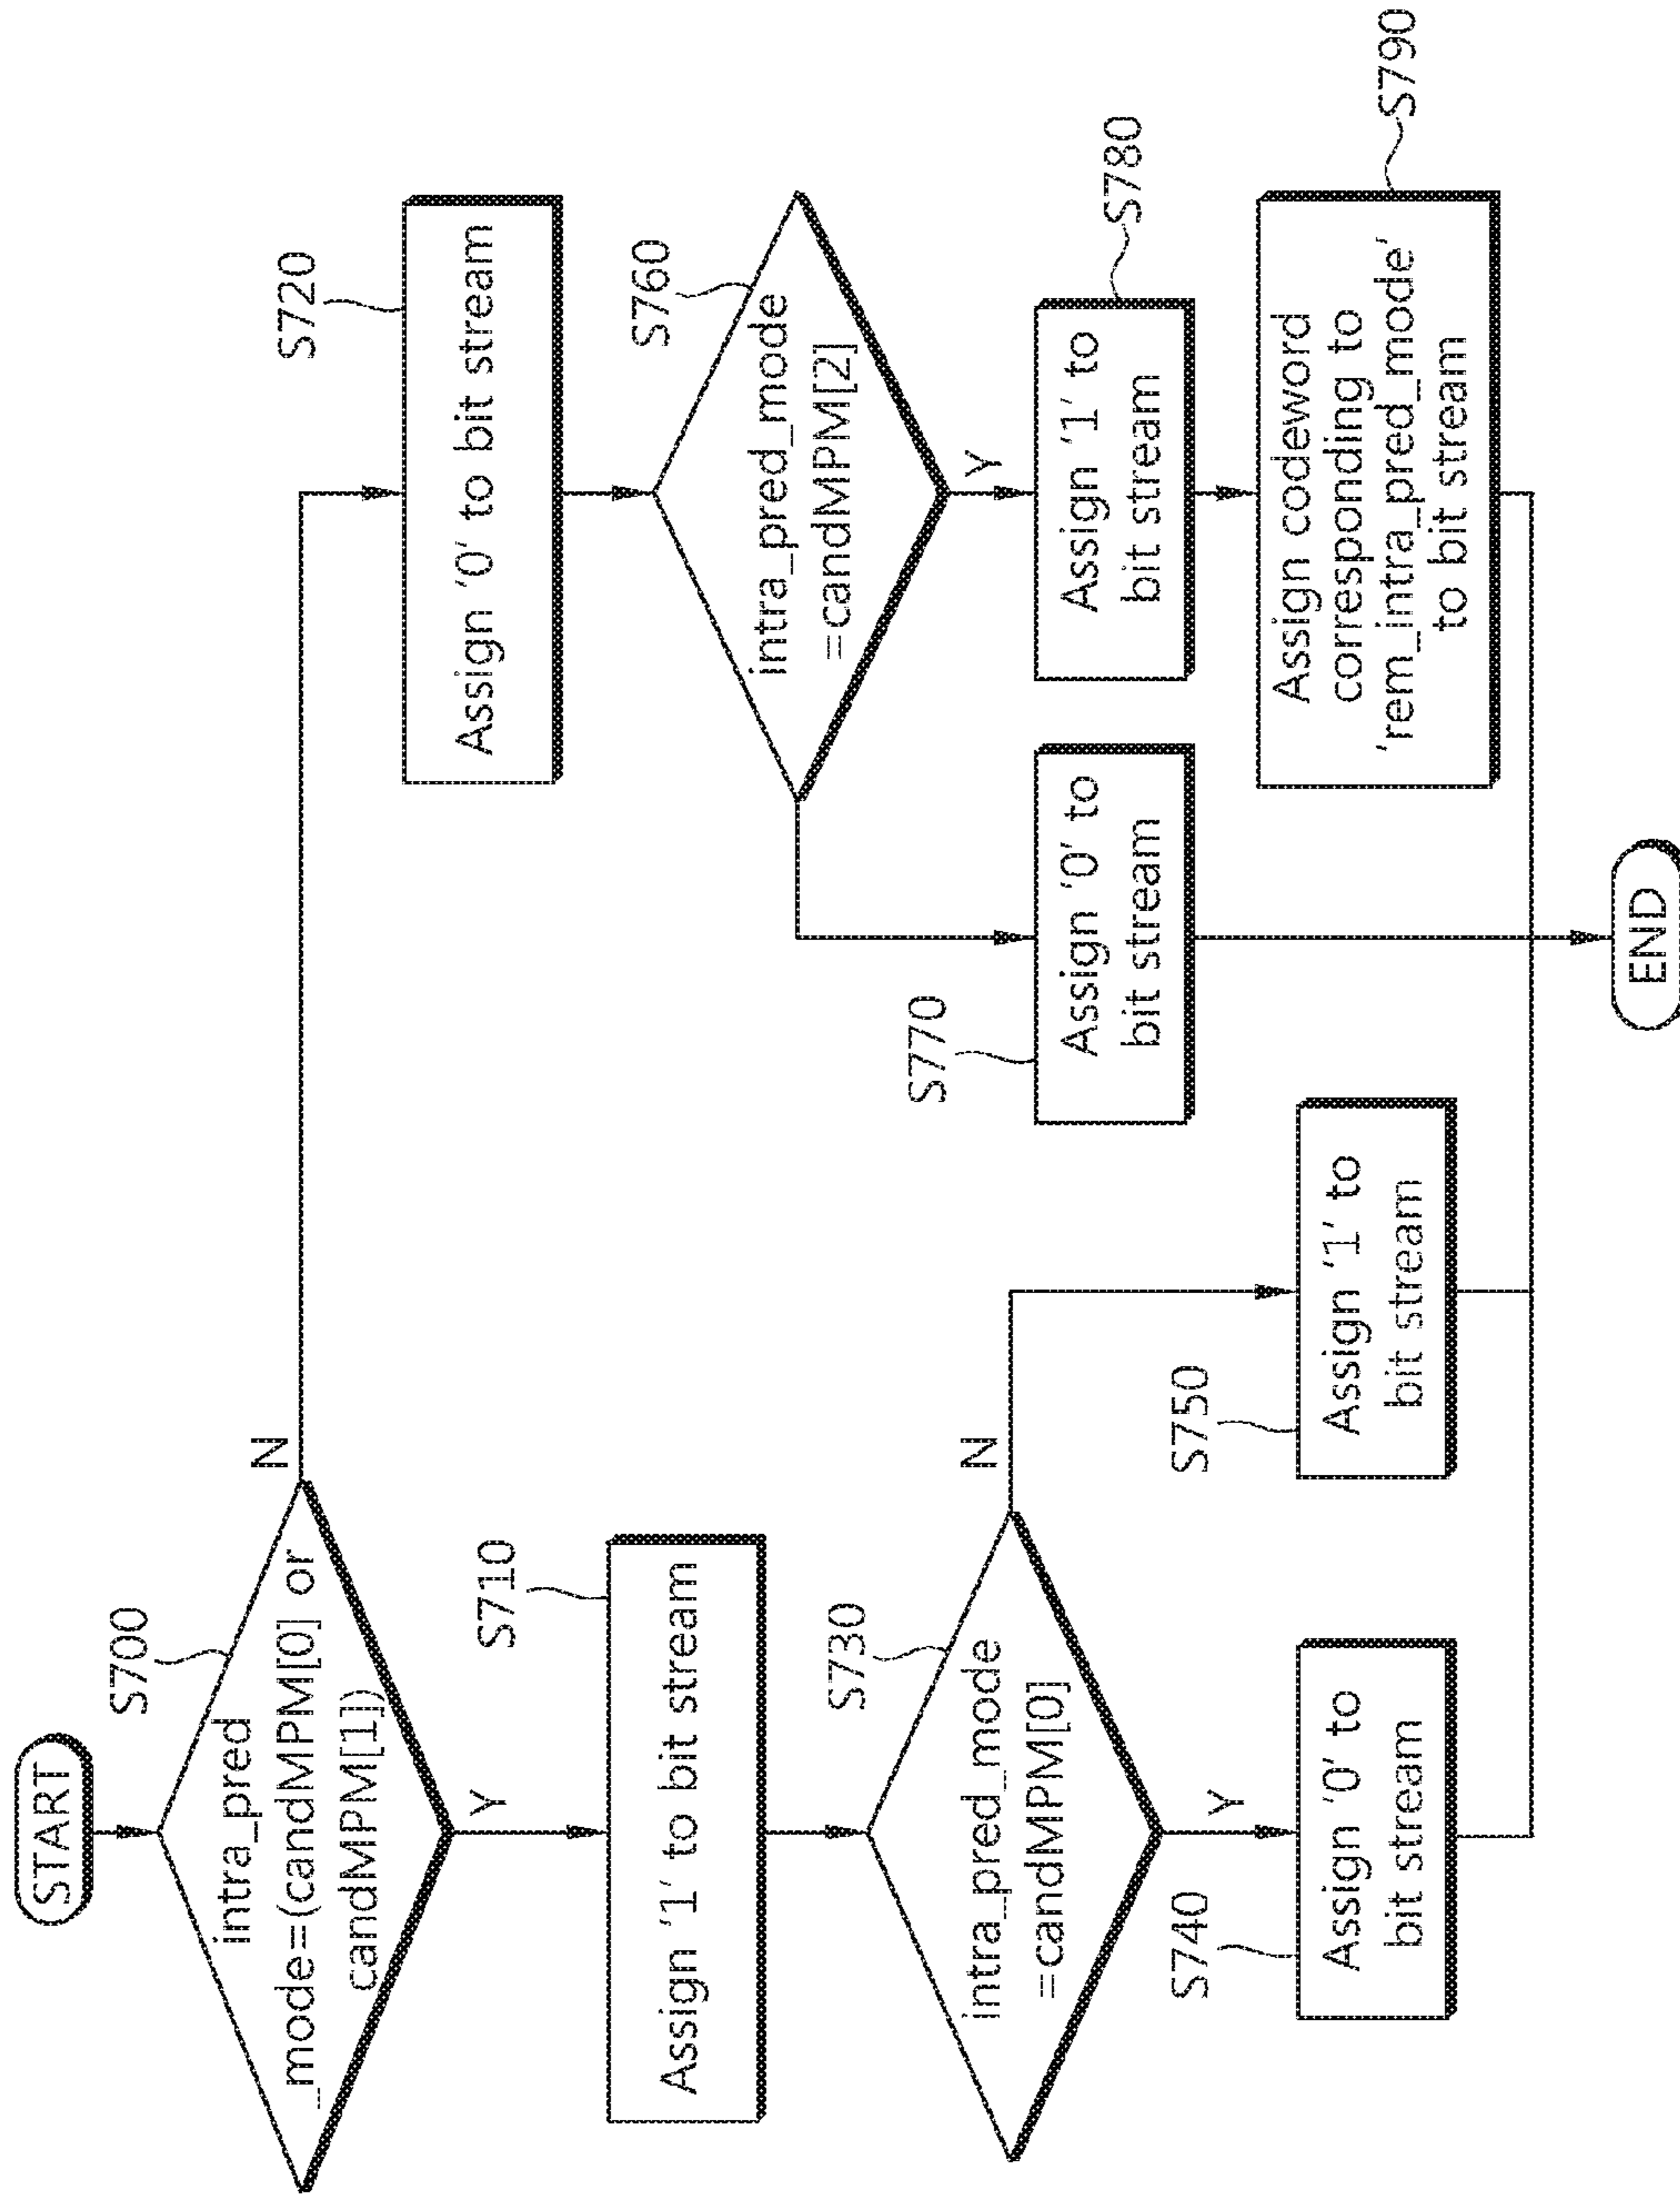 START
S700
intra_pred
_mode=(candMPM[0] or
candMPM[1])
N
Y
S710
Assign ‘1’ to bit stream
S720
Assign ‘0’ to bit stream
S730
intra_pred_mode
=candMPM[0]
N
Y
S760
intra_pred_mode
=candMPM[2]
Y
S740
Assign ‘0’ to
bit stream
S750
Assign ‘1’ to
bit stream
S770
Assign ‘0’ to
bit stream
S780
Assign ‘1’ to
bit stream
S790
Assign codeword
corresponding to
‘rem_intra_pred_mode’
to bit stream
END